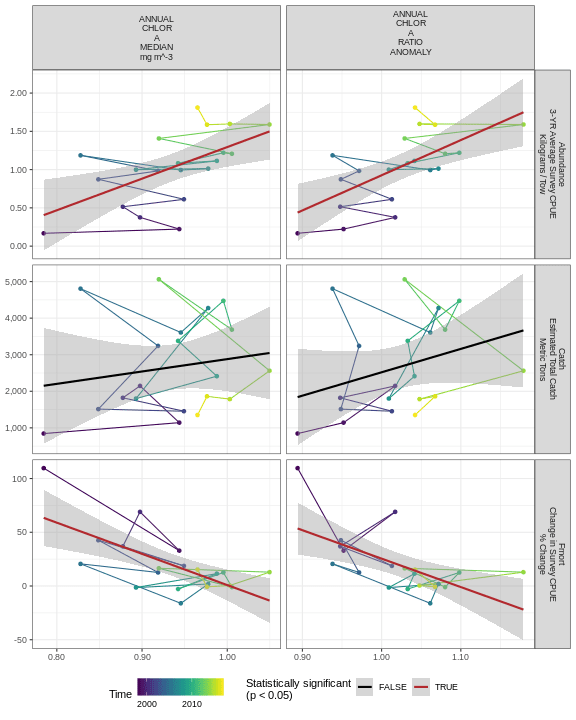 ANNUAL
CHLOR
A
MEDIAN
mg m^-3
ANNUAL
CHLOR
A
RATIO
ANOMALY
2.00
1.50
1.00
0.50
0.00
Abundance
3-YR Average Survey CPUE
Kilograms / Tow
5,000
4,000
3,000
2,000
1,000
Catch
Estimated Total Catch
Metric Tons
100
50
0
-50
Fmort
Change in Survey CPUE
% Change
0.80 0.90 1.00
0.90 1.00 1.10
Time
2000 2010
Statistically significant
(p < 0.05)
FALSE TRUE